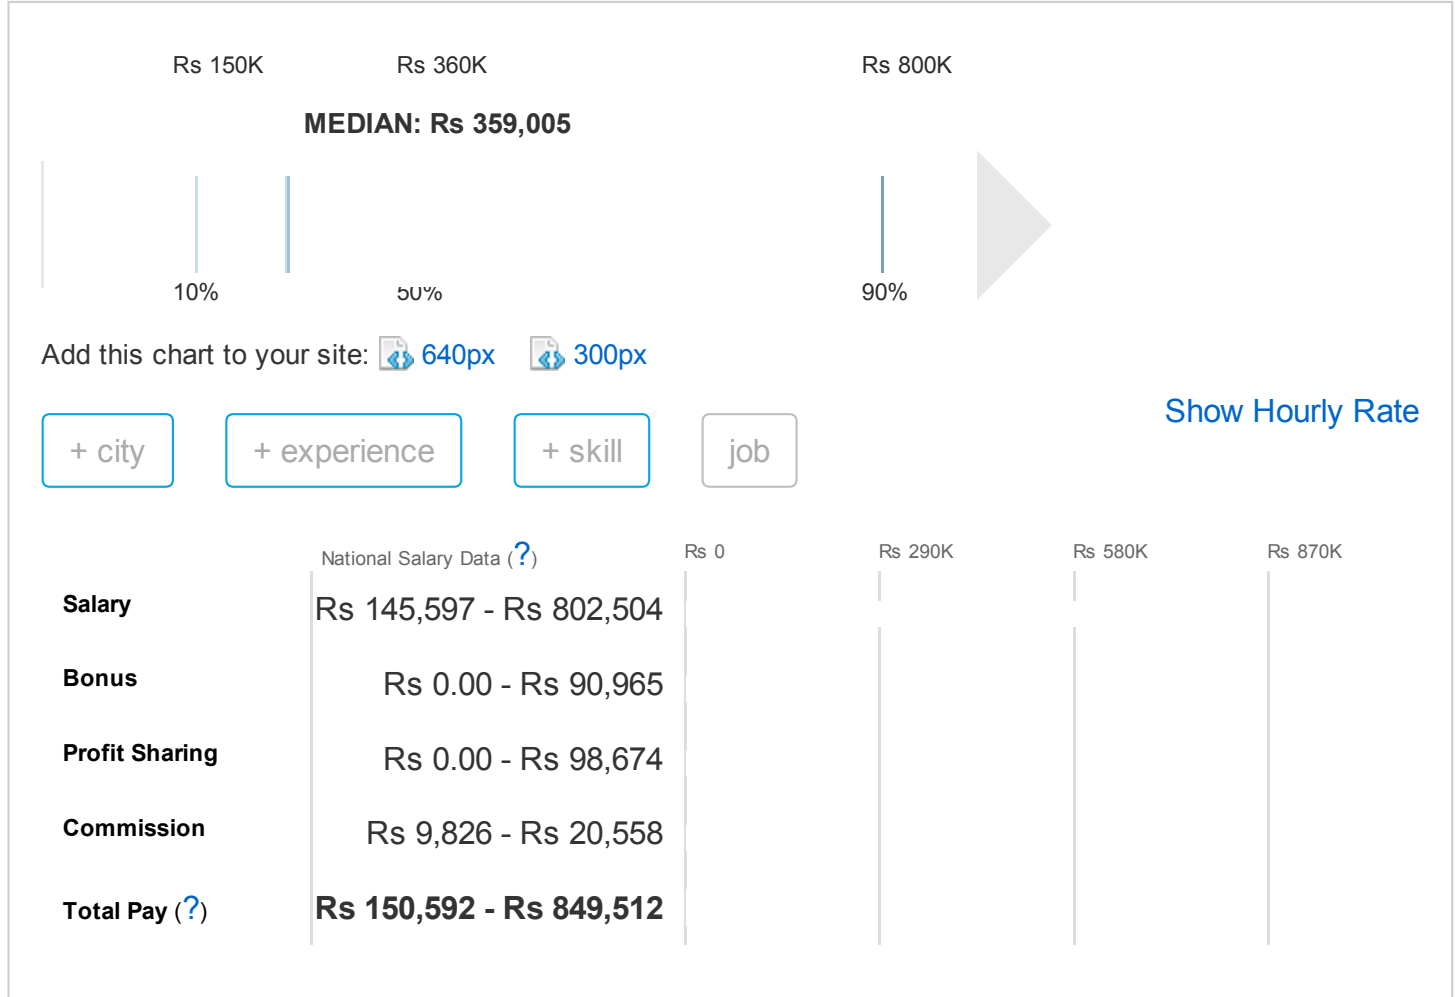 Rs 150K Rs 360K Rs 800K
MEDIAN: Rs 359,005
10% 50% 90%
Add this chart to your site: 640px 300px
Show Hourly Rate
+ city + experience + skill job
National Salary Data (?) Rs 0 Rs 290K Rs 580K Rs 870K
Salary Rs 145,597 - Rs 802,504
Bonus Rs 0.00 - Rs 90,965
Profit Sharing Rs 0.00 - Rs 98,674
Commission Rs 9,826 - Rs 20,558
Total Pay (?) Rs 150,592 - Rs 849,512